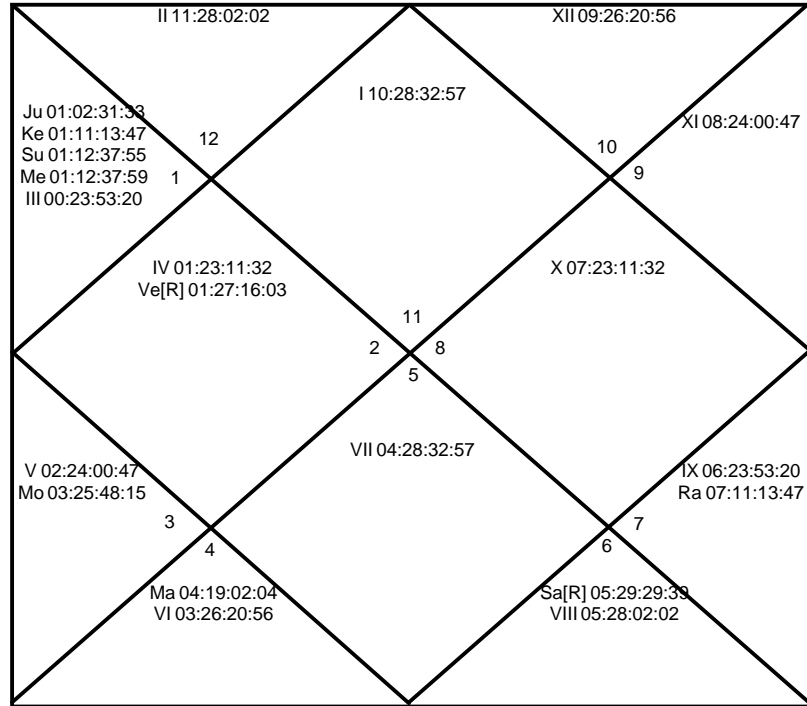 II 11:28:02:02
XII 09:26:20:56
I 10:28:32:57
Ju 01:02:31:33
Ke 01:11:13:47
Su 01:12:37:55
Me 01:12:37:59
III 00:23:53:20
XI 08:24:00:47
12
1
10
9
IV 01:23:11:32
Ve[R] 01:27:16:03
X 07:23:11:32
11
2
8
5
VII 04:28:32:57
V 02:24:00:47
Mo 03:25:48:15
IX 06:23:53:20
Ra 07:11:13:47
3
4
7
6
Ma 04:19:02:04
VI 03:26:20:56
Sa[R] 05:29:29:39
VIII 05:28:02:02